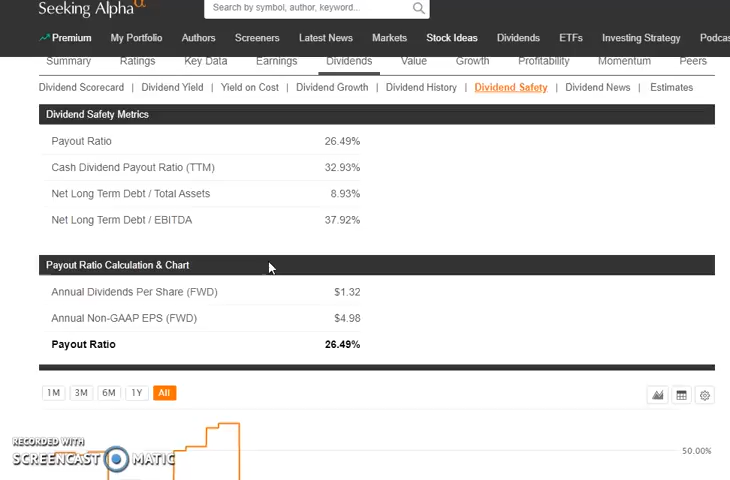 Seeking Alpha α
Search by symbol, author, keyword...
Premium My Portfolio Authors Screeners Latest News Markets Stock Ideas Dividends ETFs Investing Strategy Podcas
Summary Ratings Key Data Earnings Dividends Value Growth Profitability Momentum Peers
Dividend Scorecard | Dividend Yield | Yield on Cost | Dividend Growth | Dividend History | Dividend Safety | Dividend News | Estimates
Dividend Safety Metrics
Payout Ratio 26.49%
Cash Dividend Payout Ratio (TTM) 32.93%
Net Long Term Debt / Total Assets 8.93%
Net Long Term Debt / EBITDA 37.92%
Payout Ratio Calculation & Chart
Annual Dividends Per Share (FWD) $1.32
Annual Non-GAAP EPS (FWD) $4.98
Payout Ratio 26.49%
1M 3M 6M 1Y All
50.00%
RECORDED WITH
SCREENCAST MATIC